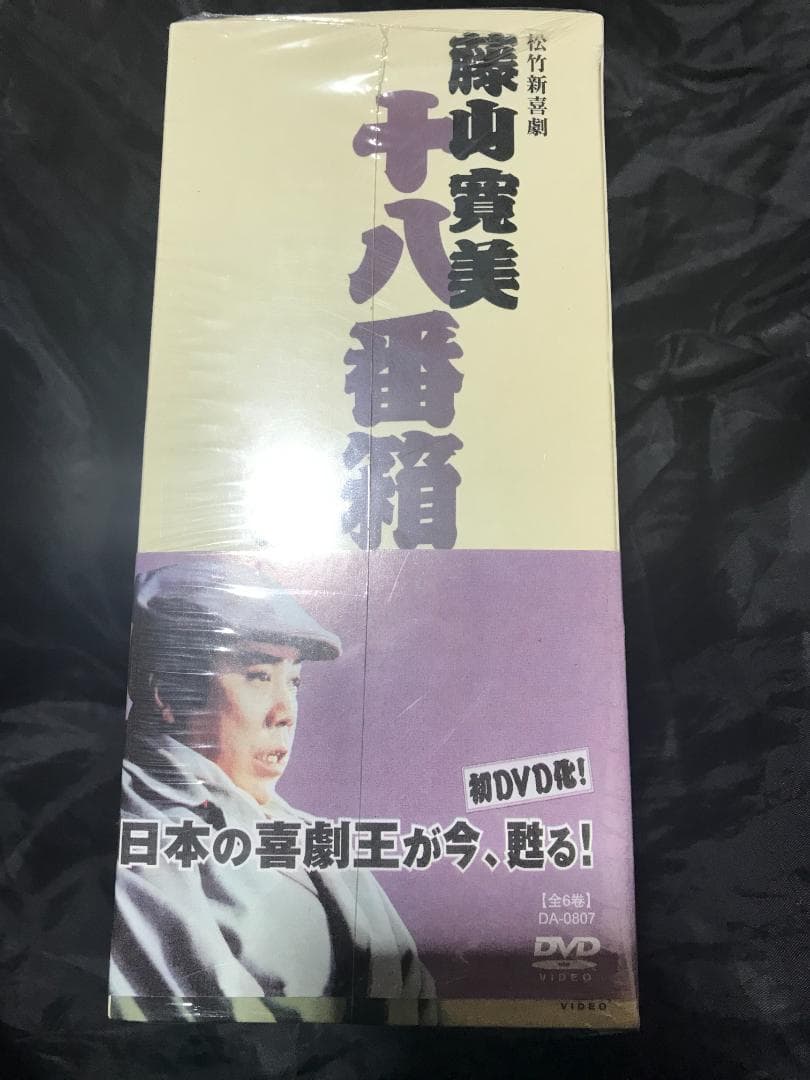 松竹新喜劇
藤山寛美
十八番箱
初DVD化!
日本の喜劇王が今、甦る!
【全6巻】
DA-0807
DVD
VIDEO
VIDEO